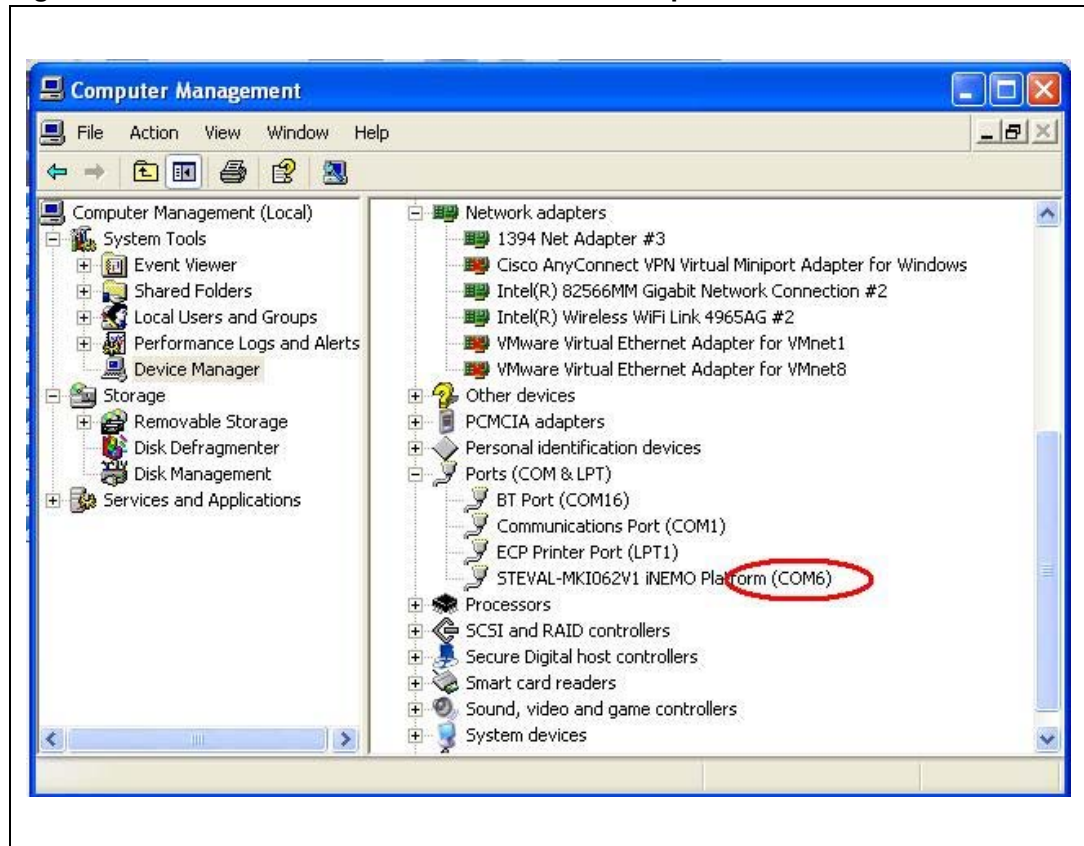 Computer Management
File Action View Window Help
Computer Management (Local)
System Tools
Event Viewer
Shared Folders
Local Users and Groups
Performance Logs and Alerts
Device Manager
Storage
Removable Storage
Disk Defragmenter
Disk Management
Services and Applications
Network adapters
1394 Net Adapter #3
Cisco AnyConnect VPN Virtual Miniport Adapter for Windows
Intel(R) 82566MM Gigabit Network Connection #2
Intel(R) Wireless WiFi Link 4965AG #2
VMware Virtual Ethernet Adapter for VMnet1
VMware Virtual Ethernet Adapter for VMnet8
Other devices
PCMCIA adapters
Personal identification devices
Ports (COM & LPT)
BT Port (COM16)
Communications Port (COM1)
ECP Printer Port (LPT1)
STEVAL-MKI062V1 iNEMO Platform (COM6)
Processors
SCSI and RAID controllers
Secure Digital host controllers
Smart card readers
Sound, video and game controllers
System devices